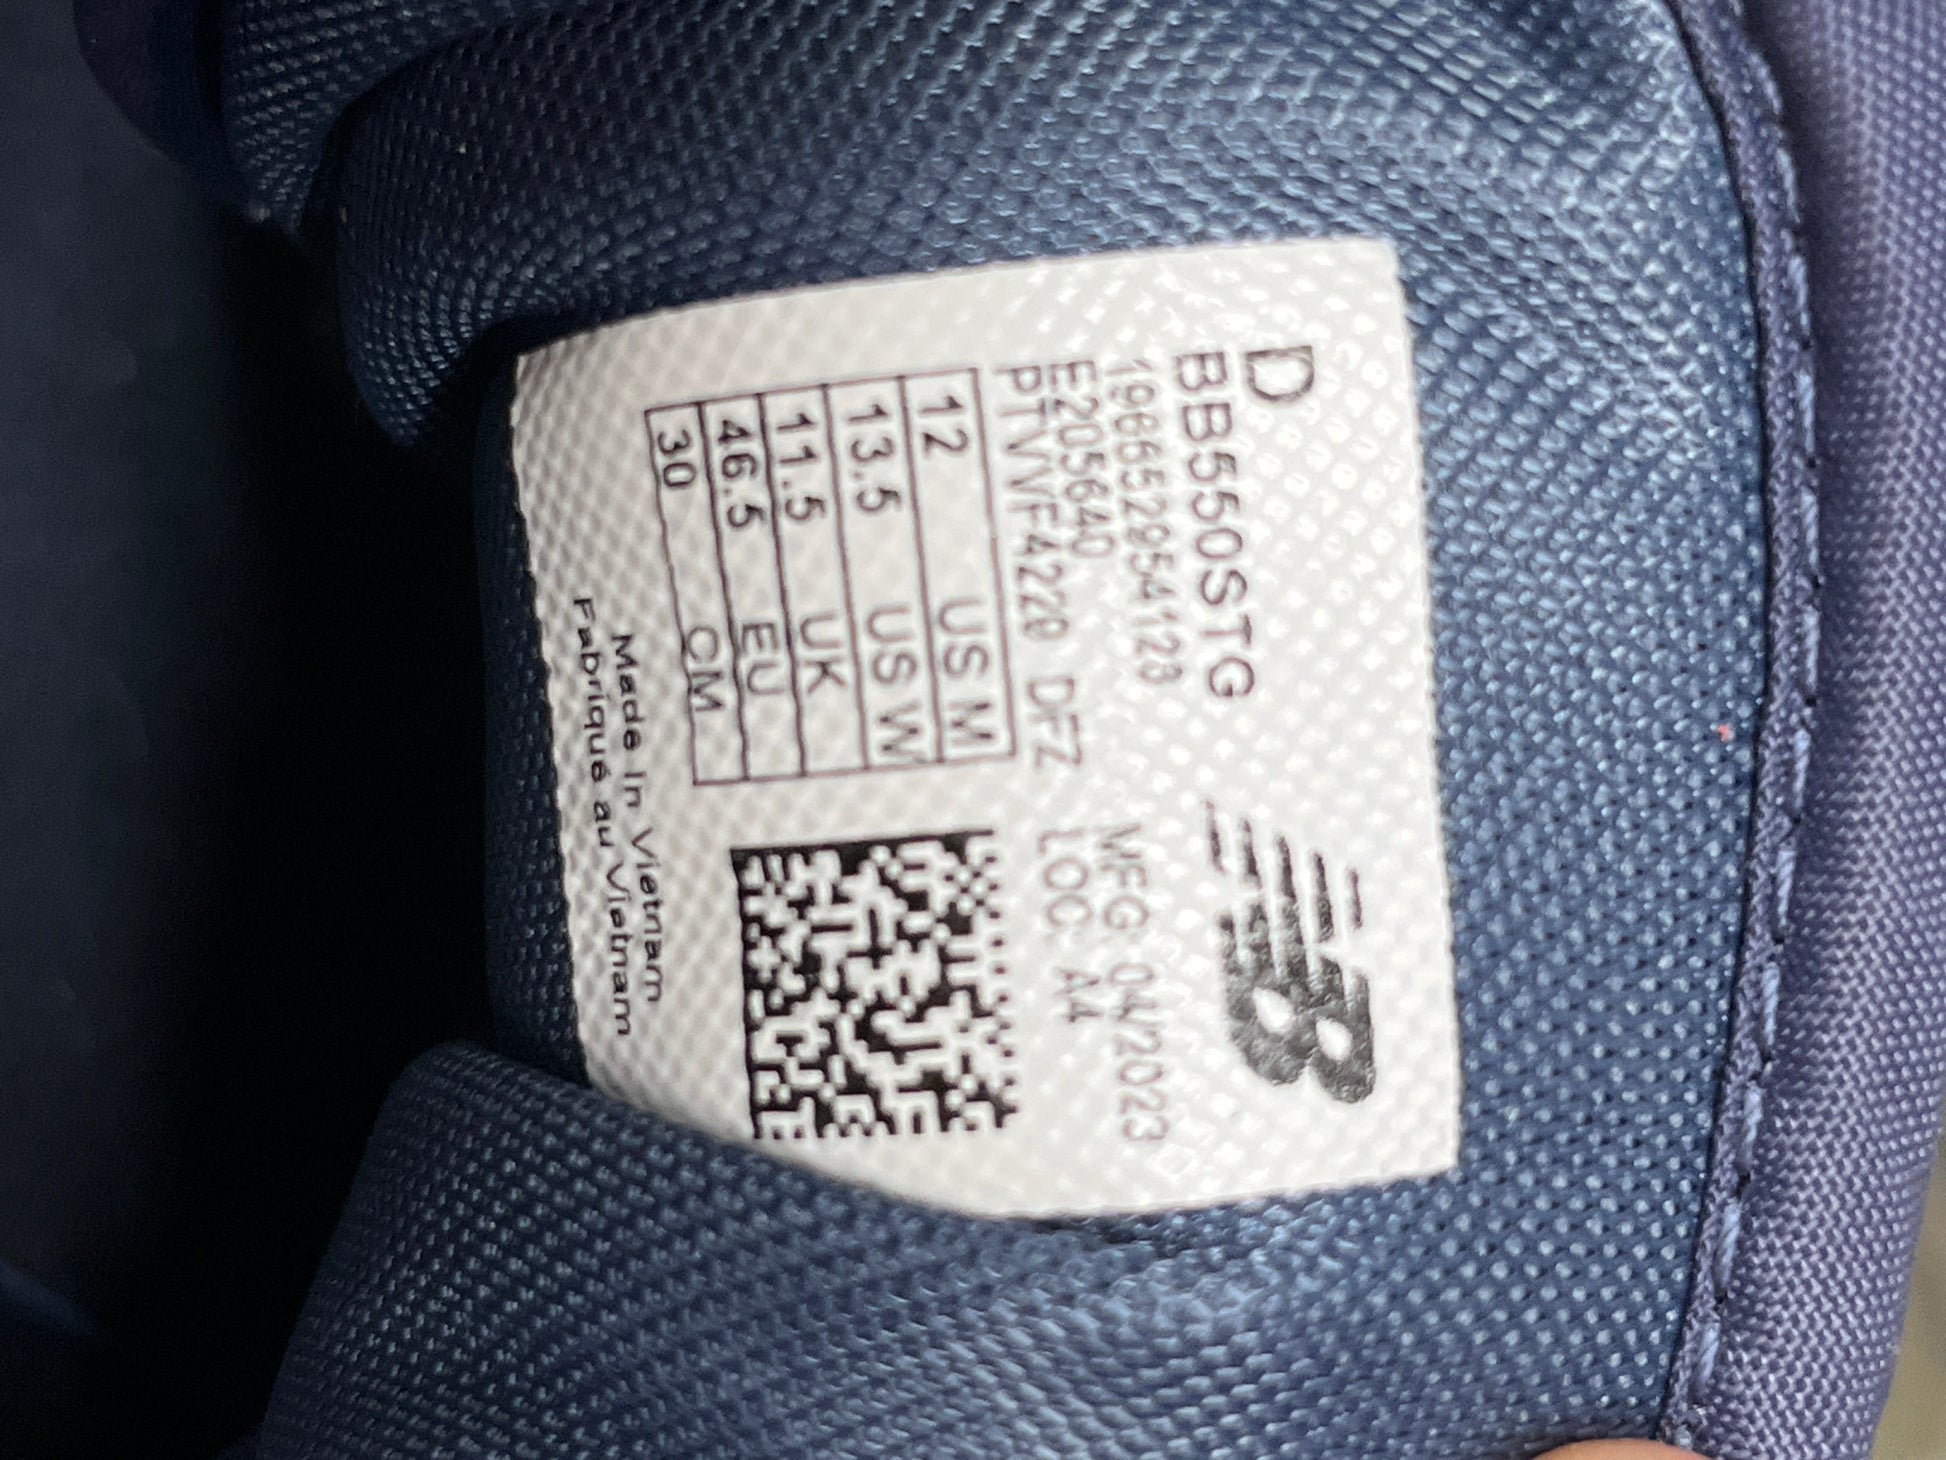 D
BB550STG
196652954128
E205640
PTVVF4220 DFZ LOC A4
MFG 04/2023
NB
12 US M
13.5 US W
11.5 UK
46.5 EU
30 CM
Made In Vietnam
Fabriqué au Vietnam